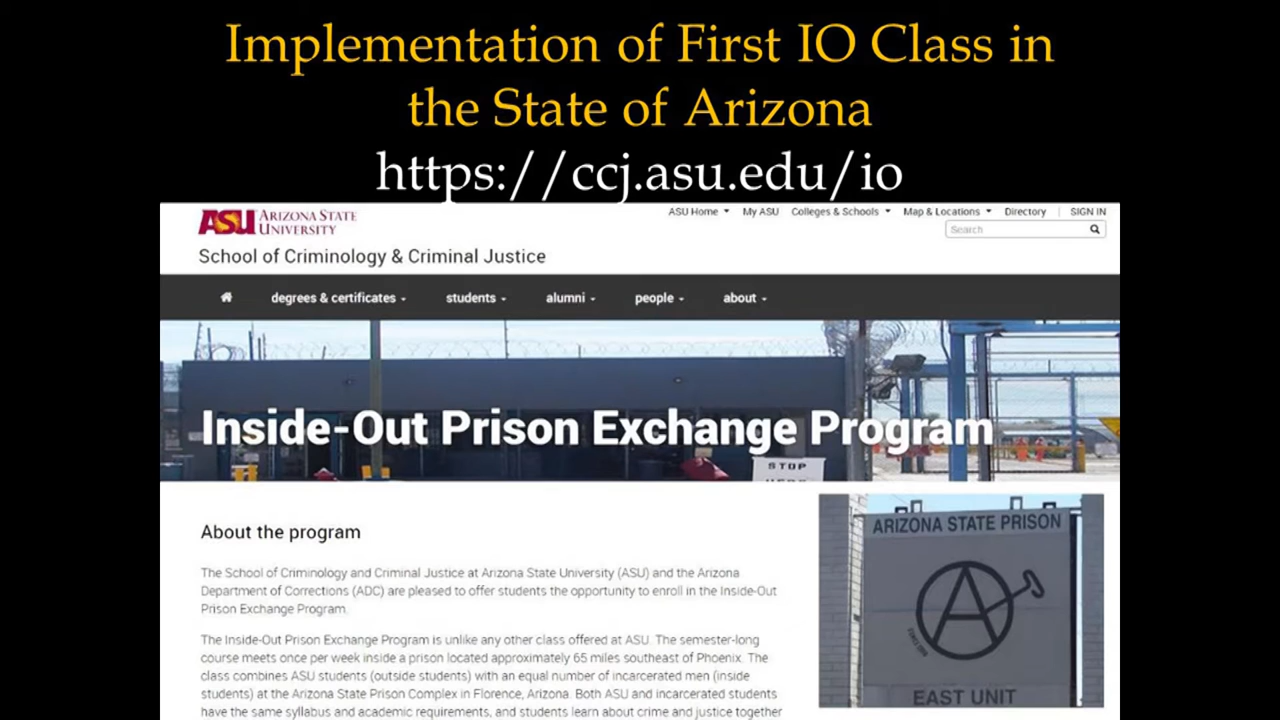 Implementation of First IO Class in
the State of Arizona
https://ccj.asu.edu/io
ASU ARIZONA STATE UNIVERSITY
ASU Home My ASU Colleges & Schools Map & Locations Directory | SIGN IN
Search
School of Criminology & Criminal Justice
degrees & certificates students alumni people about
Inside-Out Prison Exchange Program
STOP
HERE
About the program
The School of Criminology and Criminal Justice at Arizona State University (ASU) and the Arizona
Department of Corrections (ADC) are pleased to offer students the opportunity to enroll in the Inside-Out
Prison Exchange Program.
The Inside-Out Prison Exchange Program is unlike any other class offered at ASU. The semester-long
course meets once per week inside a prison located approximately 65 miles southeast of Phoenix. The
class combines ASU students (outside students) with an equal number of incarcerated men (inside
students) at the Arizona State Prison Complex in Florence, Arizona. Both ASU and incarcerated students
have the same syllabus and academic requirements, and students learn about crime and justice together
ARIZONA STATE PRISON
A
EAST UNIT